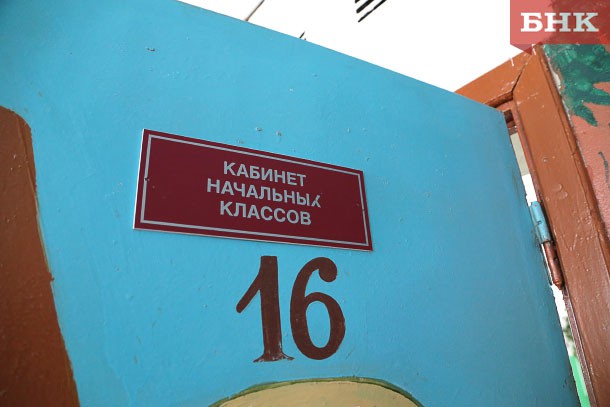 БНК
КАБИНЕТ
НАЧАЛЬНЫХ
КЛАССОВ
16